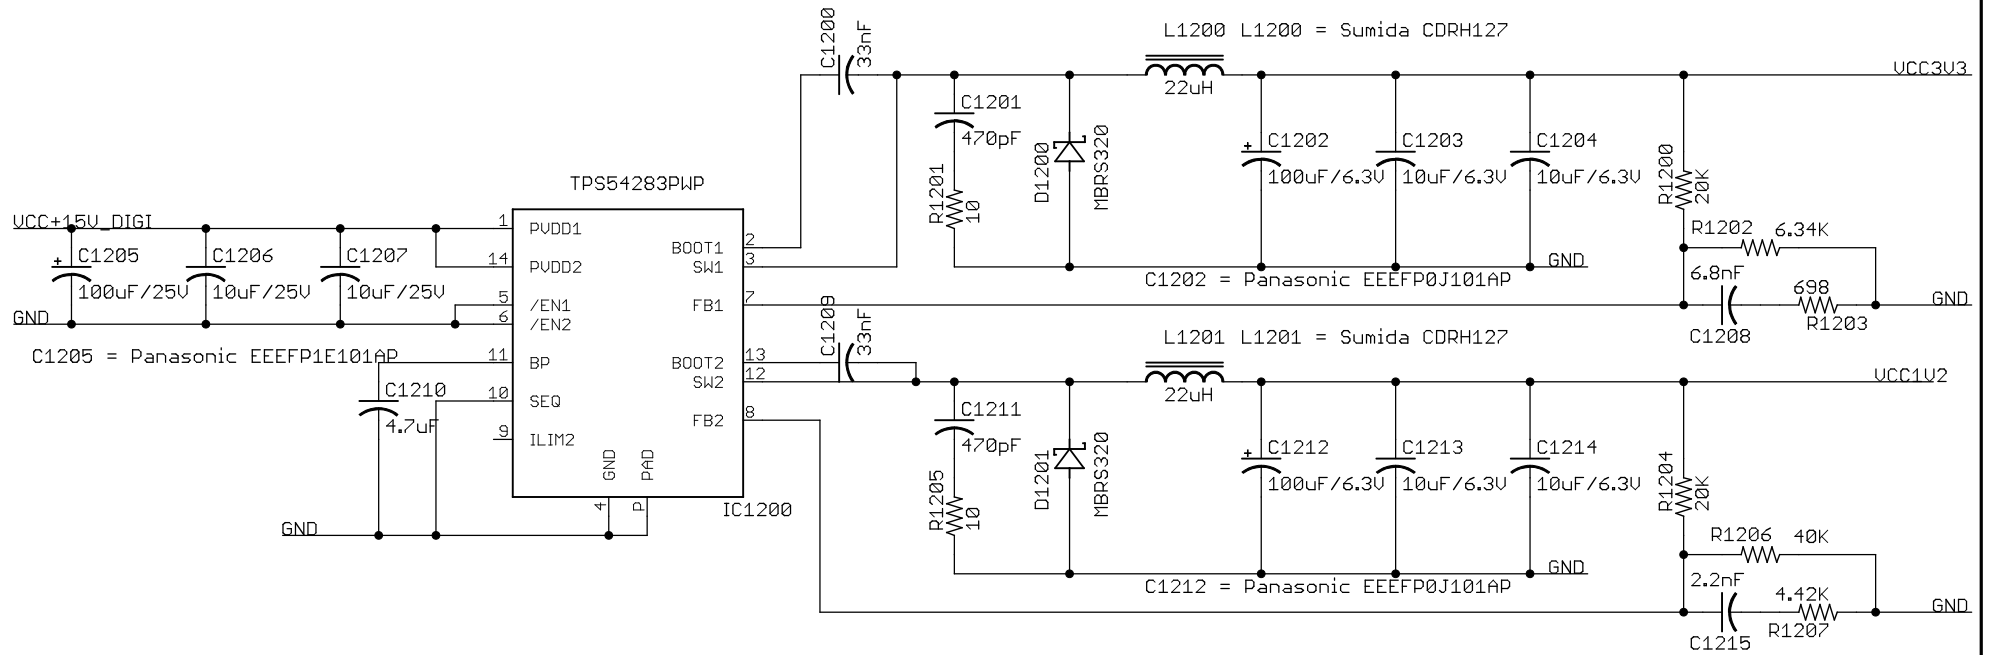 C1200
33nF
L1200 L1200 = Sumida CDRH127
22uH
VCC3V3
C1201
470pF
R1201
10
D1200
MBRS320
C1202
100uF/6.3V
C1203
10uF/6.3V
C1204
10uF/6.3V
R1200
20K
GND
C1202 = Panasonic EEEFP0J101AP
R1202 6.34K
6.8nF
C1208
698
R1203
GND
TPS54283PWP
VCC+15V_DIGI
C1205
100uF/25V
C1206
10uF/25V
C1207
10uF/25V
GND
C1205 = Panasonic EEEFP1E101AP
1 PVDD1
14 PVDD2
5 /EN1
6 /EN2
11 BP
10 SEQ
9 ILIM2
BOOT1 2
SW1 3
FB1 7
BOOT2 13
SW2 12
FB2 8
GND
4
PAD
P
IC1200
C1210
4.7uF
GND
C1209
33nF
L1201 L1201 = Sumida CDRH127
22uH
VCC1V2
C1211
470pF
R1205
10
D1201
MBRS320
C1212
100uF/6.3V
C1213
10uF/6.3V
C1214
10uF/6.3V
R1204
20K
GND
C1212 = Panasonic EEEFP0J101AP
R1206 40K
2.2nF
C1215
4.42K
R1207
GND